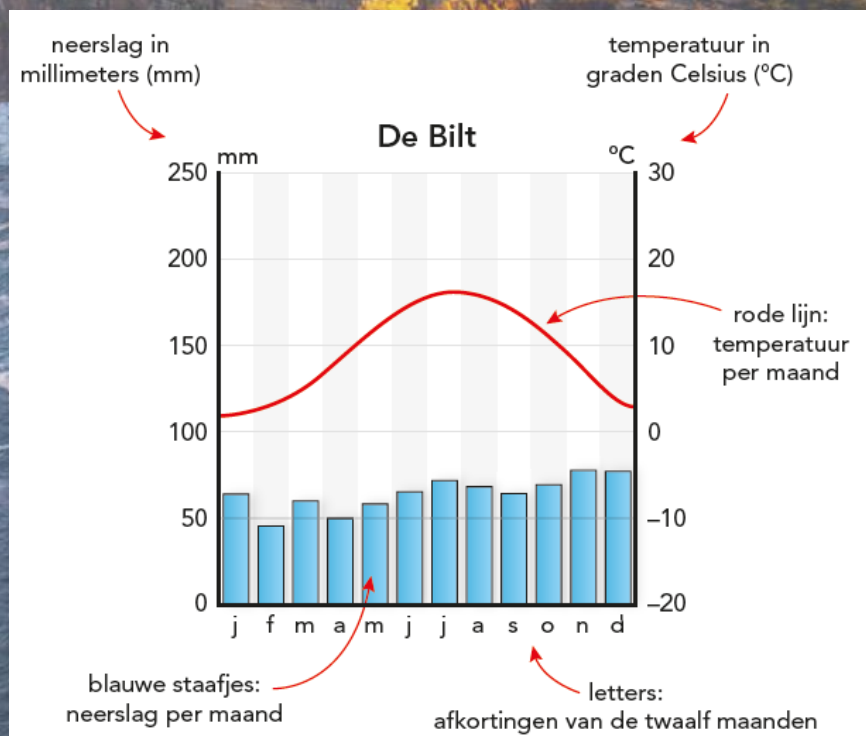 neerslag in
millimeters (mm)
temperatuur in
graden Celsius (°C)
De Bilt
mm
°C
250
200
150
100
50
0
30
20
10
0
–10
–20
rode lijn:
temperatuur
per maand
j f m a m j j a s o n d
blauwe staafjes:
neerslag per maand
letters:
afkortingen van de twaalf maanden